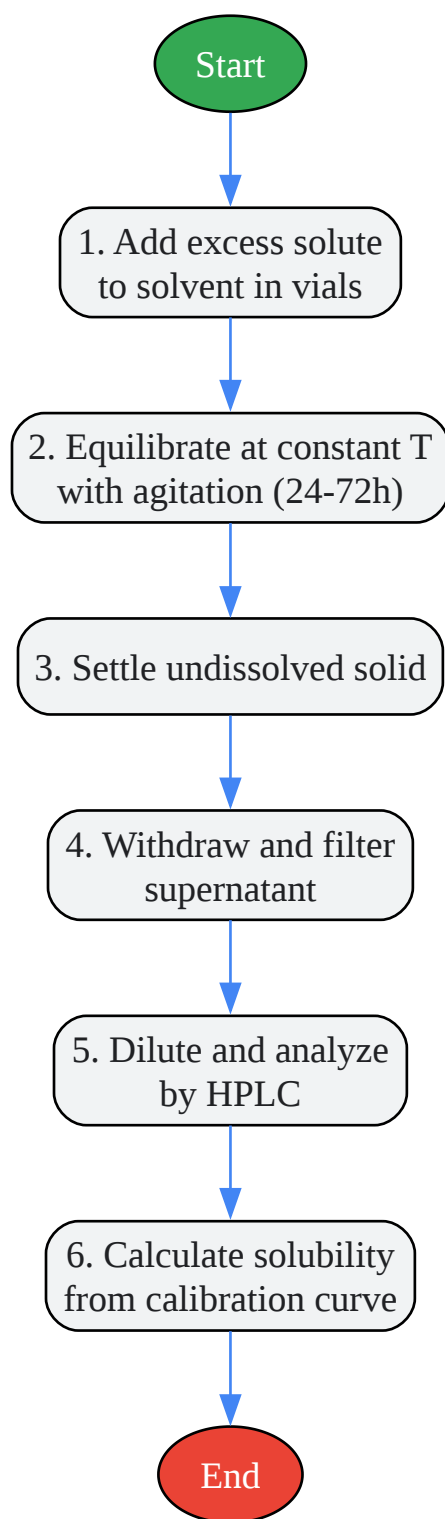 Start
1. Add excess solute
to solvent in vials
2. Equilibrate at constant T
with agitation (24-72h)
3. Settle undissolved solid
4. Withdraw and filter
supernatant
5. Dilute and analyze
by HPLC
6. Calculate solubility
from calibration curve
End